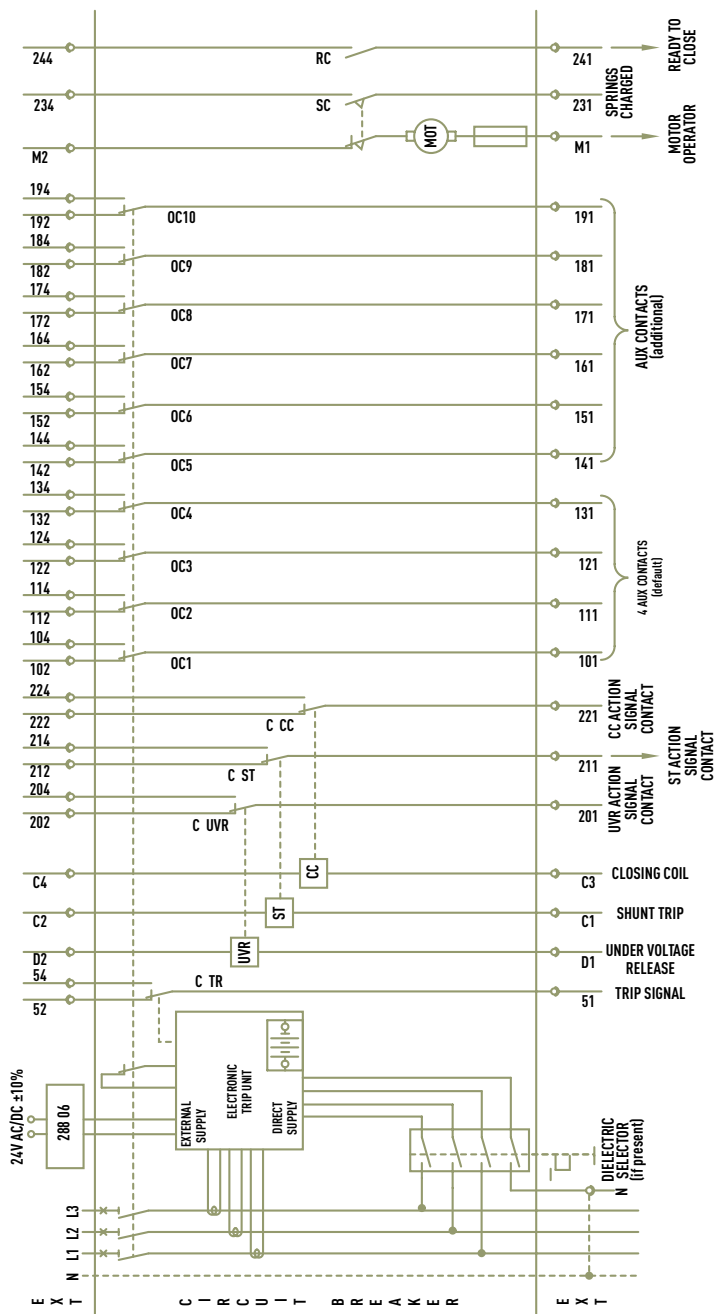 244
RC
241
READY TO
CLOSE
234
SC
231
SPRINGS
CHARGED
M2
MOT
M1
MOTOR
OPERATOR
194
192
OC10
191
184
182
OC9
181
174
172
OC8
171
164
162
OC7
161
154
152
OC6
151
144
142
OC5
141
AUX CONTACTS
(additional)
134
132
OC4
131
124
122
OC3
121
114
112
OC2
111
104
102
OC1
101
4 AUX CONTACTS
(default)
224
222
C CC
221
CC ACTION
SIGNAL
CONTACT
214
212
C ST
211
ST ACTION
SIGNAL
CONTACT
204
202
C UVR
201
UVR ACTION
SIGNAL
CONTACT
C4
CC
C3
CLOSING COIL
C2
ST
C1
SHUNT TRIP
D2
UVR
D1
UNDER VOLTAGE
RELEASE
54
52
C TR
51
TRIP SIGNAL
24V AC/DC ±10%
288 06
EXTERNAL
SUPPLY
ELECTRONIC
TRIP UNIT
DIRECT
SUPPLY
DIELECTRIC
SELECTOR
(if present)
N
L3
L2
L1
N
EXT
CIRCUIT BREAKER
EXT